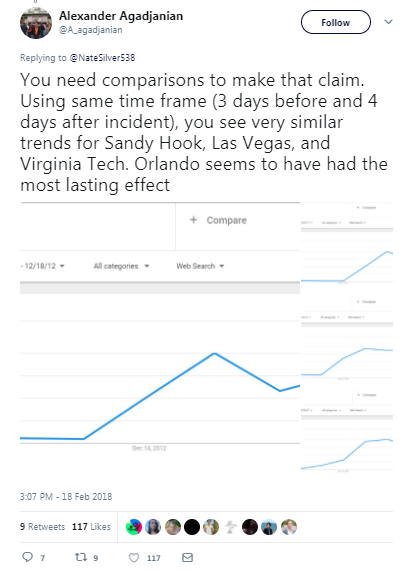 Alexander Agadjanian
@A_agadjanian
Follow
Replying to @NateSilver538
You need comparisons to make that claim.
Using same time frame (3 days before and 4
days after incident), you see very similar
trends for Sandy Hook, Las Vegas, and
Virginia Tech. Orlando seems to have had the
most lasting effect
+ Compare
+ Compare
- 12/18/12 All categories Web Search
+ Compare
+ Compare
Dec 14, 2012
3:07 PM - 18 Feb 2018
9 Retweets 117 Likes
7 9 117